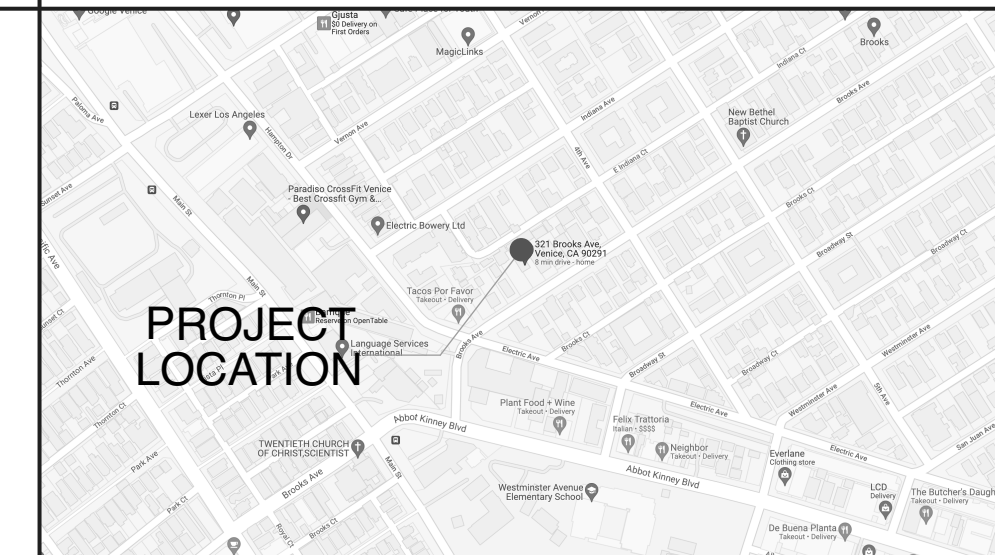 Google Venice
Gjusta
$0 Delivery on
First Orders
MagicLinks
Vernon
Brooks
Indiana Ct
Brooks Ave
Paloma Ave
Lexer Los Angeles
Hampton Dr
Vernon Ave
Indiana Ave
New Bethel
Baptist Church
4th Ave
E Indiana Ct
Sunset Ave
Main St
Paradiso CrossFit Venice
- Best Crossfit Gym &...
Electric Bowery Ltd
Brooks Ct
321 Brooks Ave,
Venice, CA 90291
8 min drive - home
Broadway St
Broadway Ct
Main St
Thornton Pl
Tacos Por Favor
Takeout • Delivery
PROJECT
LOCATION
Reserve on OpenTable
Language Services
International
Brooks Ave
Electric Ave
Brooks Ct
Broadway St
Broadway Ct
Westminster Ave
Thornton Ave
Thornton Ct
Park Ave
Park Ct
Plant Food + Wine
Takeout • Delivery
Electric Ave
Westminster Ave
5th Ave
Abbot Kinney Blvd
Felix Trattoria
Italian • $$$$
Neighbor
Takeout • Delivery
TWENTIETH CHURCH
OF CHRIST,SCIENTIST
Main St
Brooks Ave
Everlane
Clothing store
Electric Ave
San Juan Ave
Abbot Kinney Blvd
Westminster Avenue
Elementary School
LCD
Delivery
The Butcher's Daugh
Takeout • Delivery
Royal Ct
Brooks Ct
De Buena Planta
Takeout • Delivery